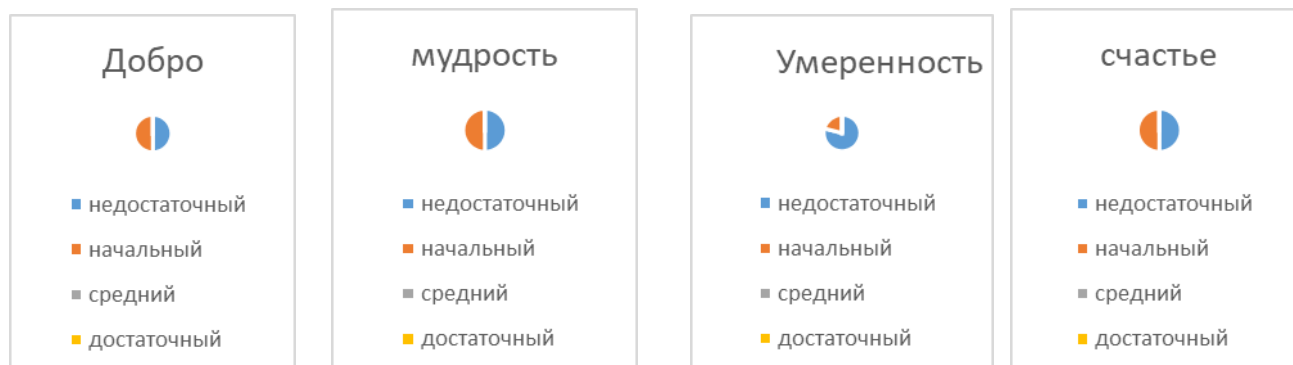 Добро
недостаточный
начальный
средний
достаточный
мудрость
недостаточный
начальный
средний
достаточный
Умеренность
недостаточный
начальный
средний
достаточный
счастье
недостаточный
начальный
средний
достаточный